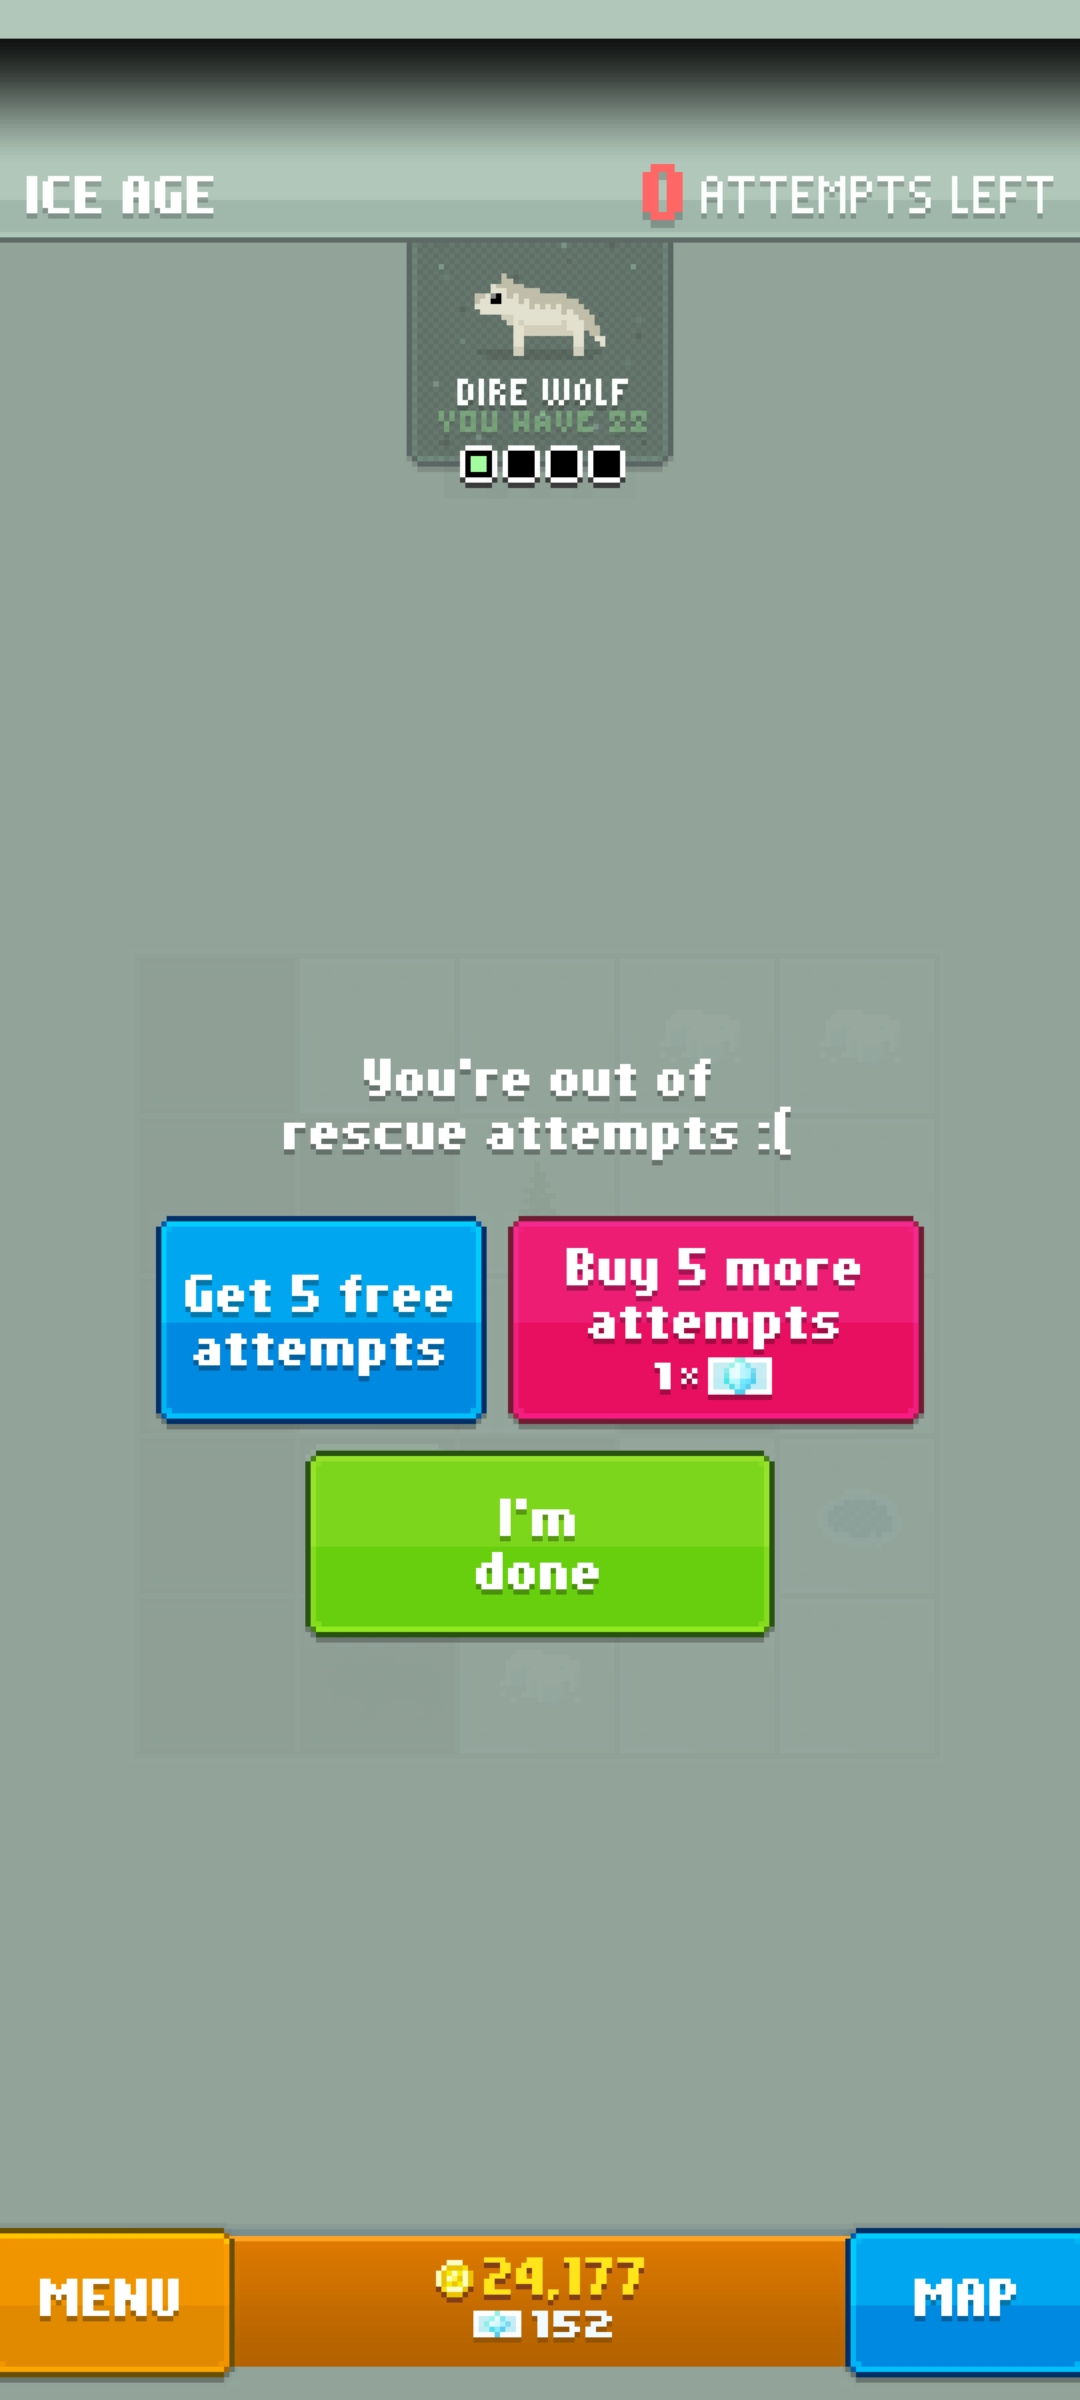 ICE AGE
0 ATTEMPTS LEFT
DIRE WOLF
YOU HAVE 22
You're out of
rescue attempts :(
Get 5 free
attempts
Buy 5 more
attempts
1×
I'm
done
MENU
24,177
152
MAP